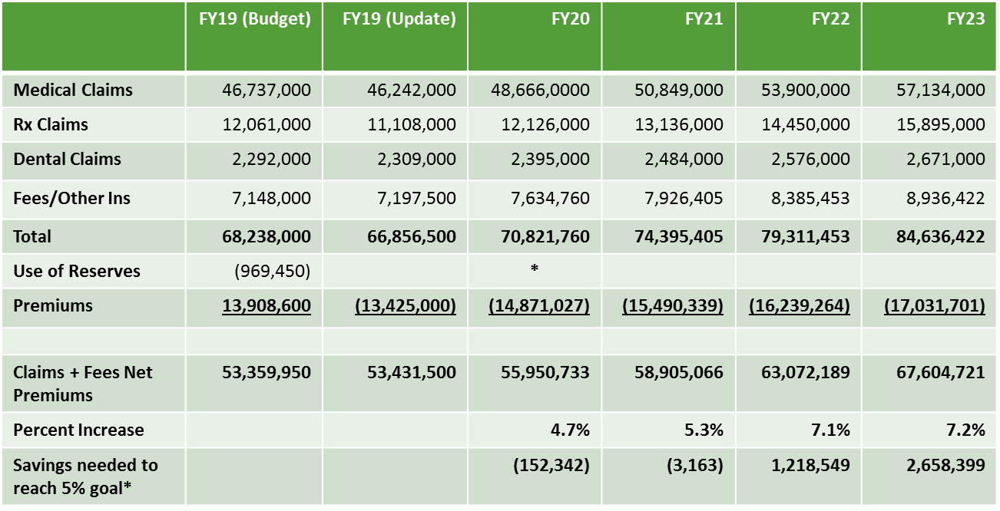 FY19 (Budget) FY19 (Update) FY20 FY21 FY22 FY23
Medical Claims 46,737,000 46,242,000 48,666,0000 50,849,000 53,900,000 57,134,000
Rx Claims 12,061,000 11,108,000 12,126,000 13,136,000 14,450,000 15,895,000
Dental Claims 2,292,000 2,309,000 2,395,000 2,484,000 2,576,000 2,671,000
Fees/Other Ins 7,148,000 7,197,500 7,634,760 7,926,405 8,385,453 8,936,422
Total 68,238,000 66,856,500 70,821,760 74,395,405 79,311,453 84,636,422
Use of Reserves (969,450) *
Premiums 13,908,600 (13,425,000) (14,871,027) (15,490,339) (16,239,264) (17,031,701)
Claims + Fees Net 53,359,950 53,431,500 55,950,733 58,905,066 63,072,189 67,604,721
Premiums
Percent Increase 4.7% 5.3% 7.1% 7.2%
Savings needed to (152,342) (3,163) 1,218,549 2,658,399
reach 5% goal*